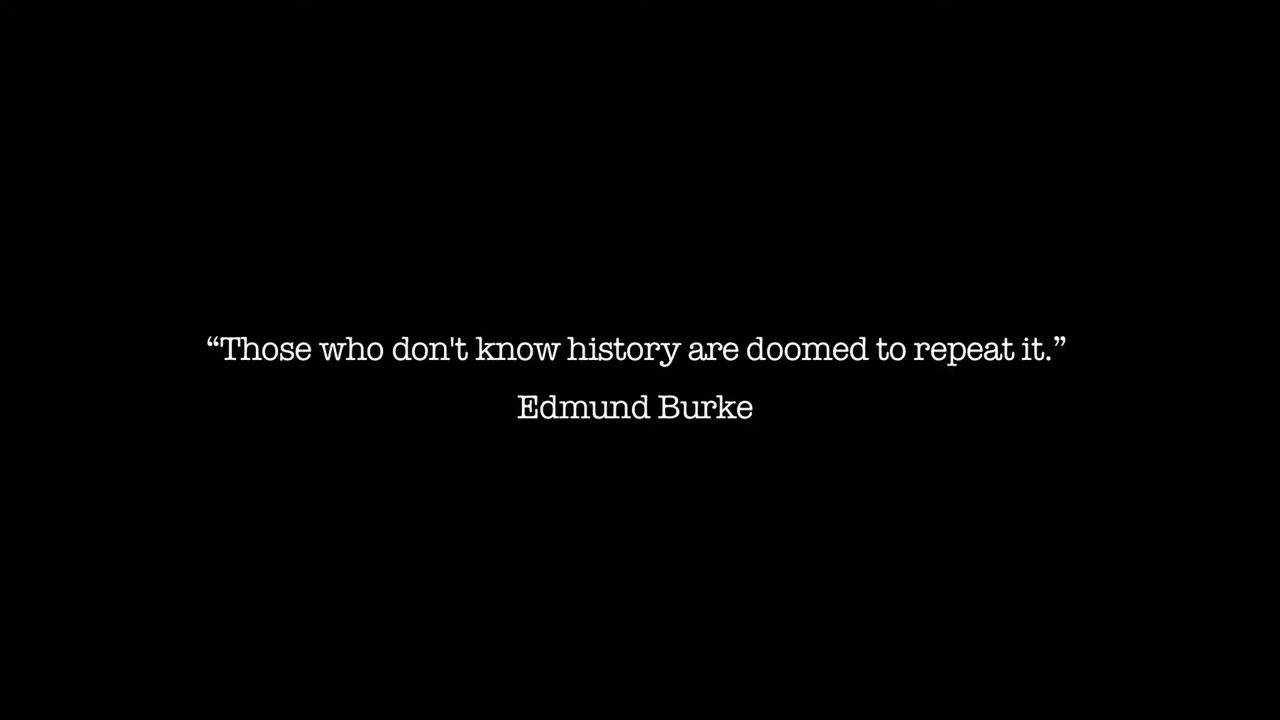 “Those who don't know history are doomed to repeat it.”
Edmund Burke